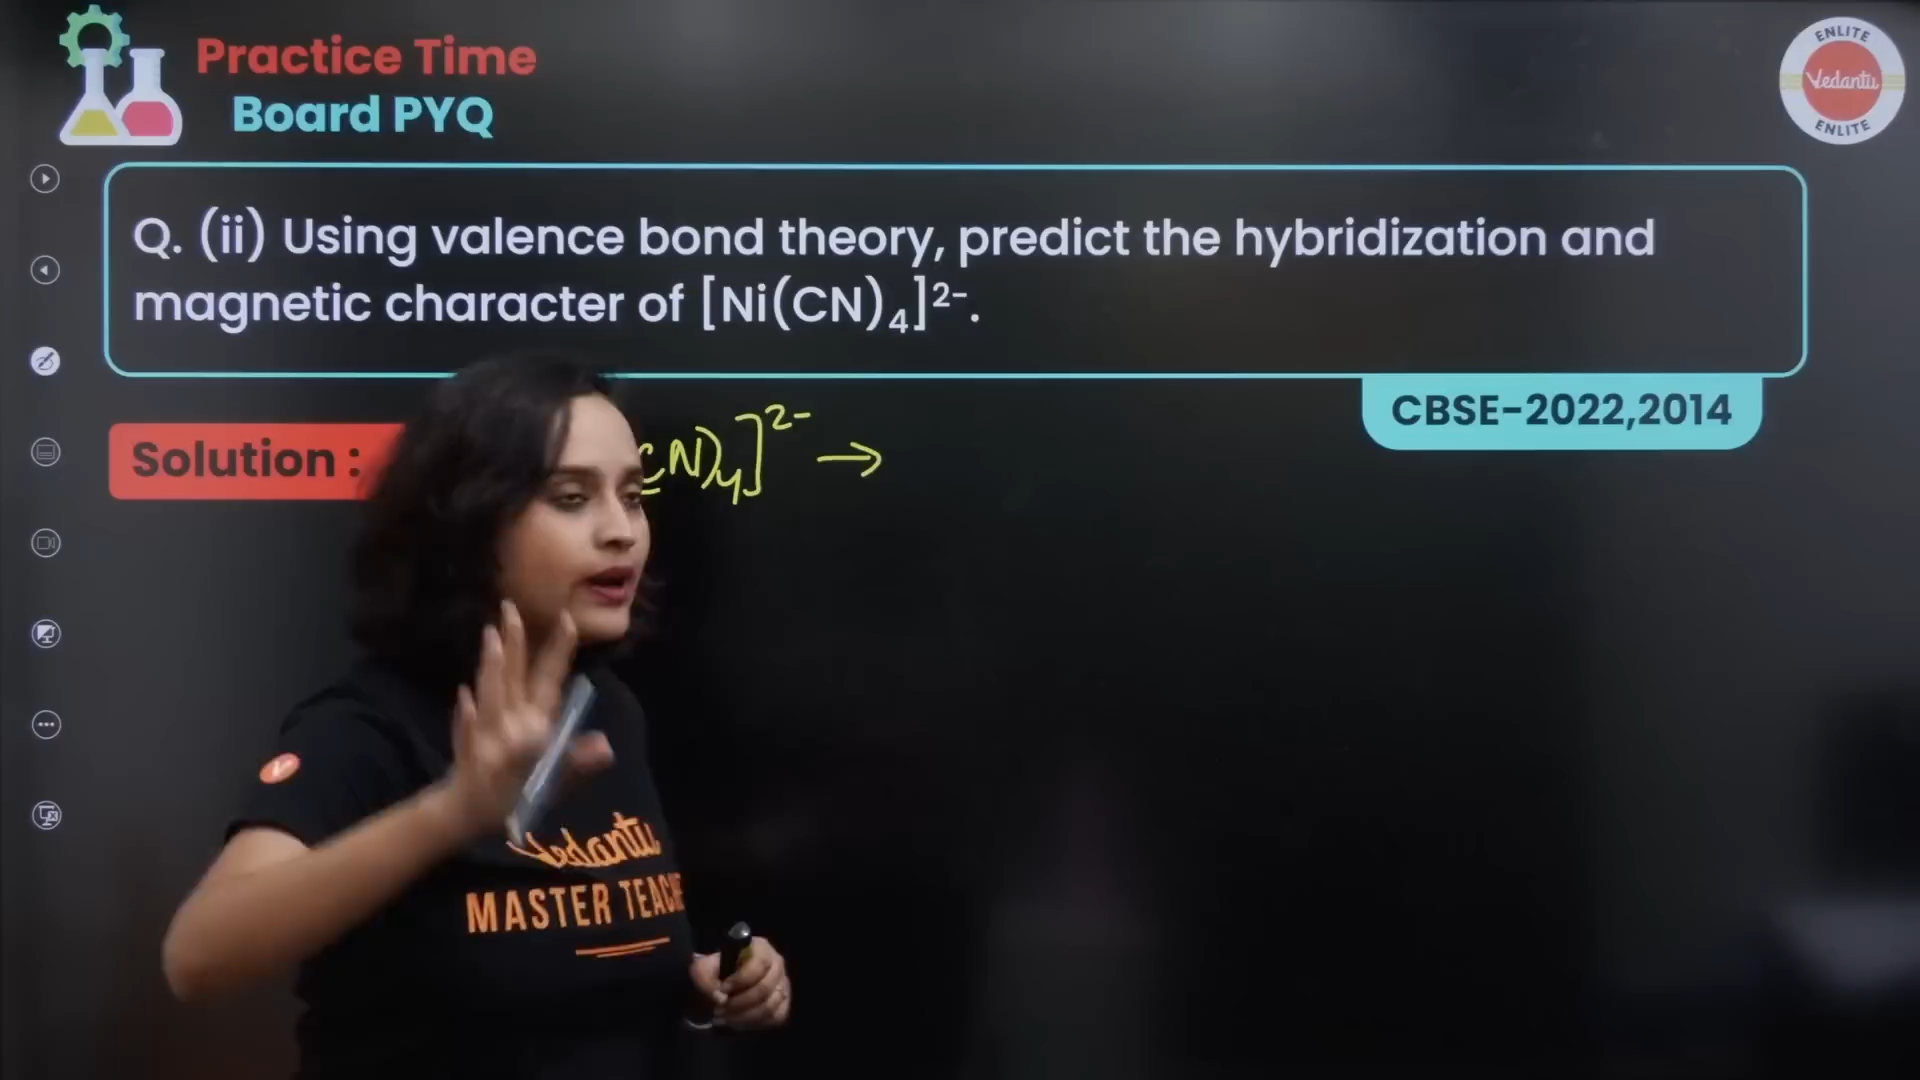 Practice Time
Board PYQ
ENLITE
Vedantu
ENLITE
Q. (ii) Using valence bond theory, predict the hybridization and
magnetic character of [Ni(CN)₄]²⁻.
CBSE-2022,2014
Solution :
CN)₄]²⁻ →
Vedantu
MASTER TEACHE